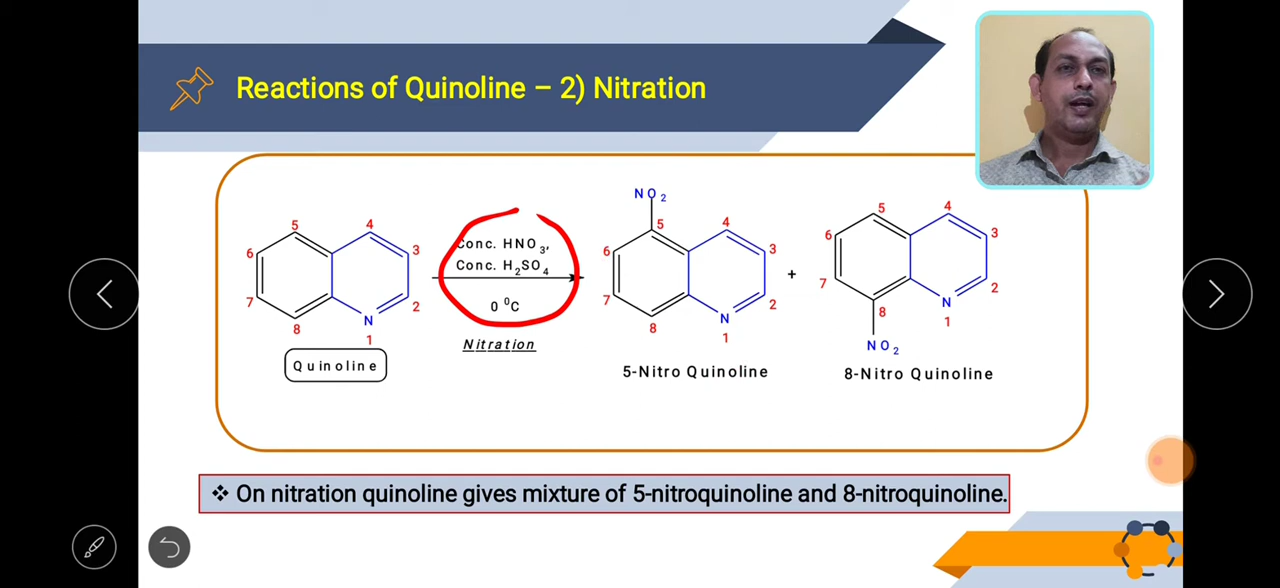 Reactions of Quinoline – 2) Nitration
5
4
6
3
7
2
8
N
1
Quinoline
Conc. HNO3,
Conc. H2SO4
0 0C
Nitration
NO2
5
4
6
3
7
2
8
N
1
5-Nitro Quinoline
+
5
4
6
3
7
2
8
N
1
NO2
8-Nitro Quinoline
❖ On nitration quinoline gives mixture of 5-nitroquinoline and 8-nitroquinoline.